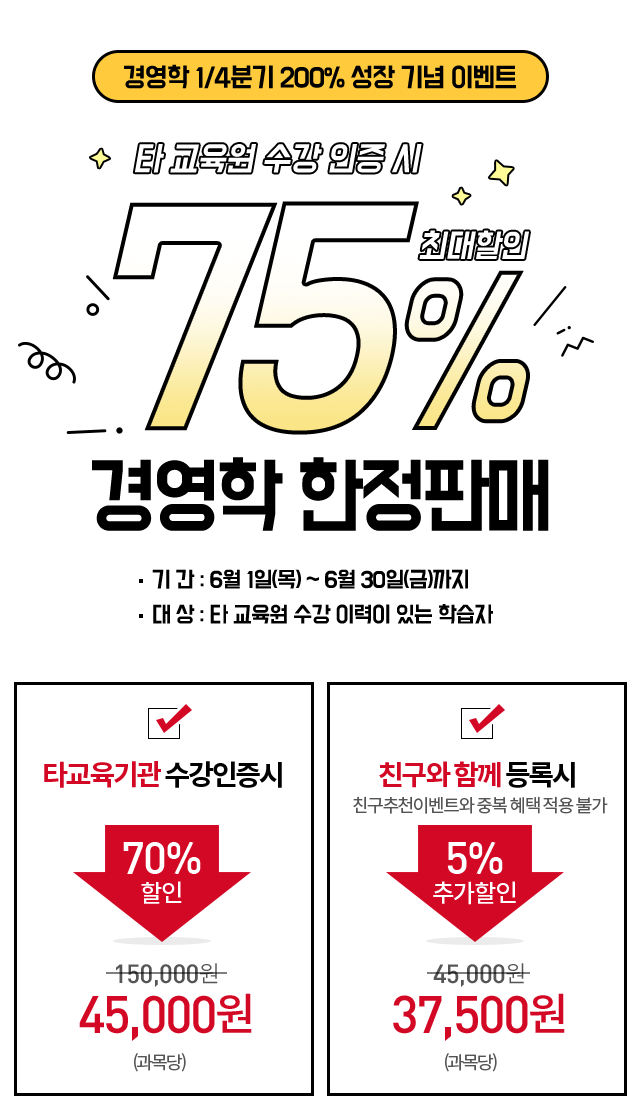 경영학 1/4분기 200% 성장 기념 이벤트
타 교육원 수강 인증 시
75%
최대할인
경영학 한정판매
· 기 간 : 6월 1일(목) ~ 6월 30일(금)까지
· 대 상 : 타 교육원 수강 이력이 있는 학습자
타교육기관 수강인증시
70%
할인
150,000원
45,000원
(과목당)
친구와 함께 등록시
친구추천이벤트와 중복 혜택 적용 불가
5%
추가할인
45,000원
37,500원
(과목당)